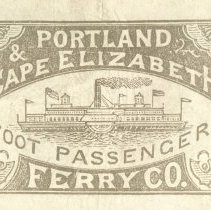 PORTLAND
&
CAPE ELIZABETH
FOOT PASSENGER
FERRY CO.